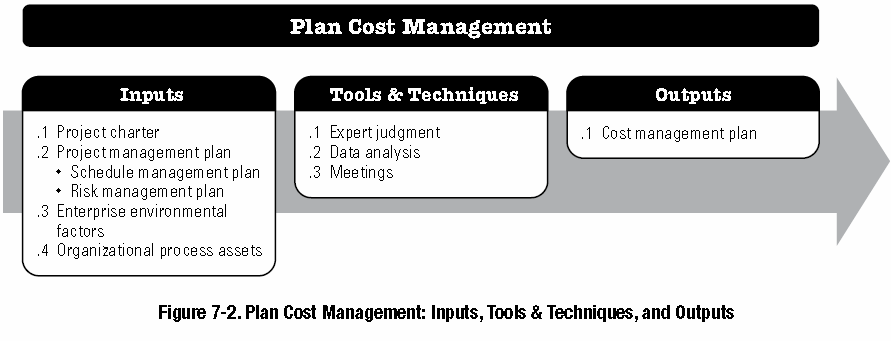 Plan Cost Management
Inputs
.1 Project charter
.2 Project management plan
• Schedule management plan
• Risk management plan
.3 Enterprise environmental
factors
.4 Organizational process assets
Tools & Techniques
.1 Expert judgment
.2 Data analysis
.3 Meetings
Outputs
.1 Cost management plan
Figure 7-2. Plan Cost Management: Inputs, Tools & Techniques, and Outputs